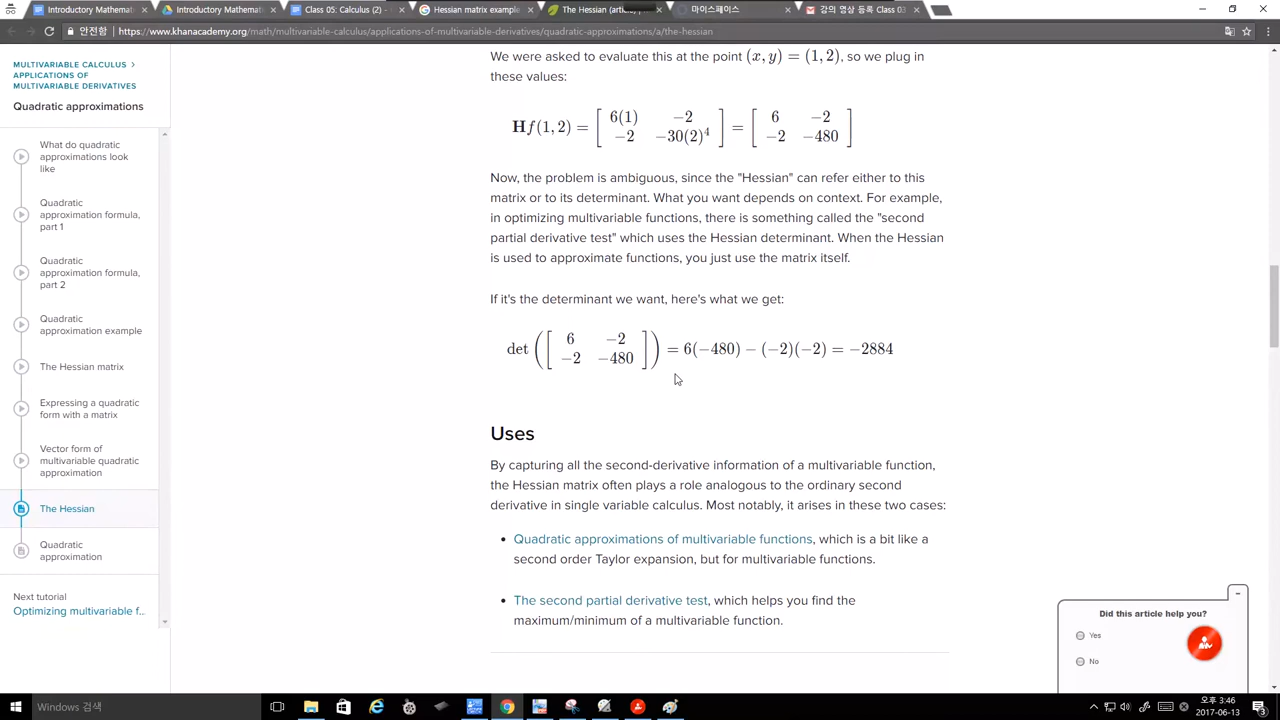 Introductory Mathemat
Introductory Mathemat
Class 05: Calculus (2) -
Hessian matrix example
The Hessian (article) |
마이스페이스
강의 영상 등록 Class 03
안전함 | https://www.khanacademy.org/math/multivariable-calculus/applications-of-multivariable-derivatives/quadratic-approximations/a/the-hessian
MULTIVARIABLE CALCULUS >
APPLICATIONS OF
MULTIVARIABLE DERIVATIVES
Quadratic approximations
What do quadratic
approximations look
like
Quadratic
approximation formula,
part 1
Quadratic
approximation formula,
part 2
Quadratic
approximation example
The Hessian matrix
Expressing a quadratic
form with a matrix
Vector form of
multivariable quadratic
approximation
The Hessian
Quadratic
approximation
Next tutorial
Optimizing multivariable f...
We were asked to evaluate this at the point (x, y) = (1, 2), so we plug in
these values:
Hf(1, 2) = [ 6(1) −2 ; −2 −30(2)⁴ ] = [ 6 −2 ; −2 −480 ]
Now, the problem is ambiguous, since the "Hessian" can refer either to this
matrix or to its determinant. What you want depends on context. For example,
in optimizing multivariable functions, there is something called the "second
partial derivative test" which uses the Hessian determinant. When the Hessian
is used to approximate functions, you just use the matrix itself.
If it's the determinant we want, here's what we get:
det ([ 6 −2 ; −2 −480 ]) = 6(−480) − (−2)(−2) = −2884
Uses
By capturing all the second-derivative information of a multivariable function,
the Hessian matrix often plays a role analogous to the ordinary second
derivative in single variable calculus. Most notably, it arises in these two cases:
• Quadratic approximations of multivariable functions, which is a bit like a
second order Taylor expansion, but for multivariable functions.
• The second partial derivative test, which helps you find the
maximum/minimum of a multivariable function.
Did this article help you?
Yes
No
Windows 검색
오후 3:46
2017-06-13